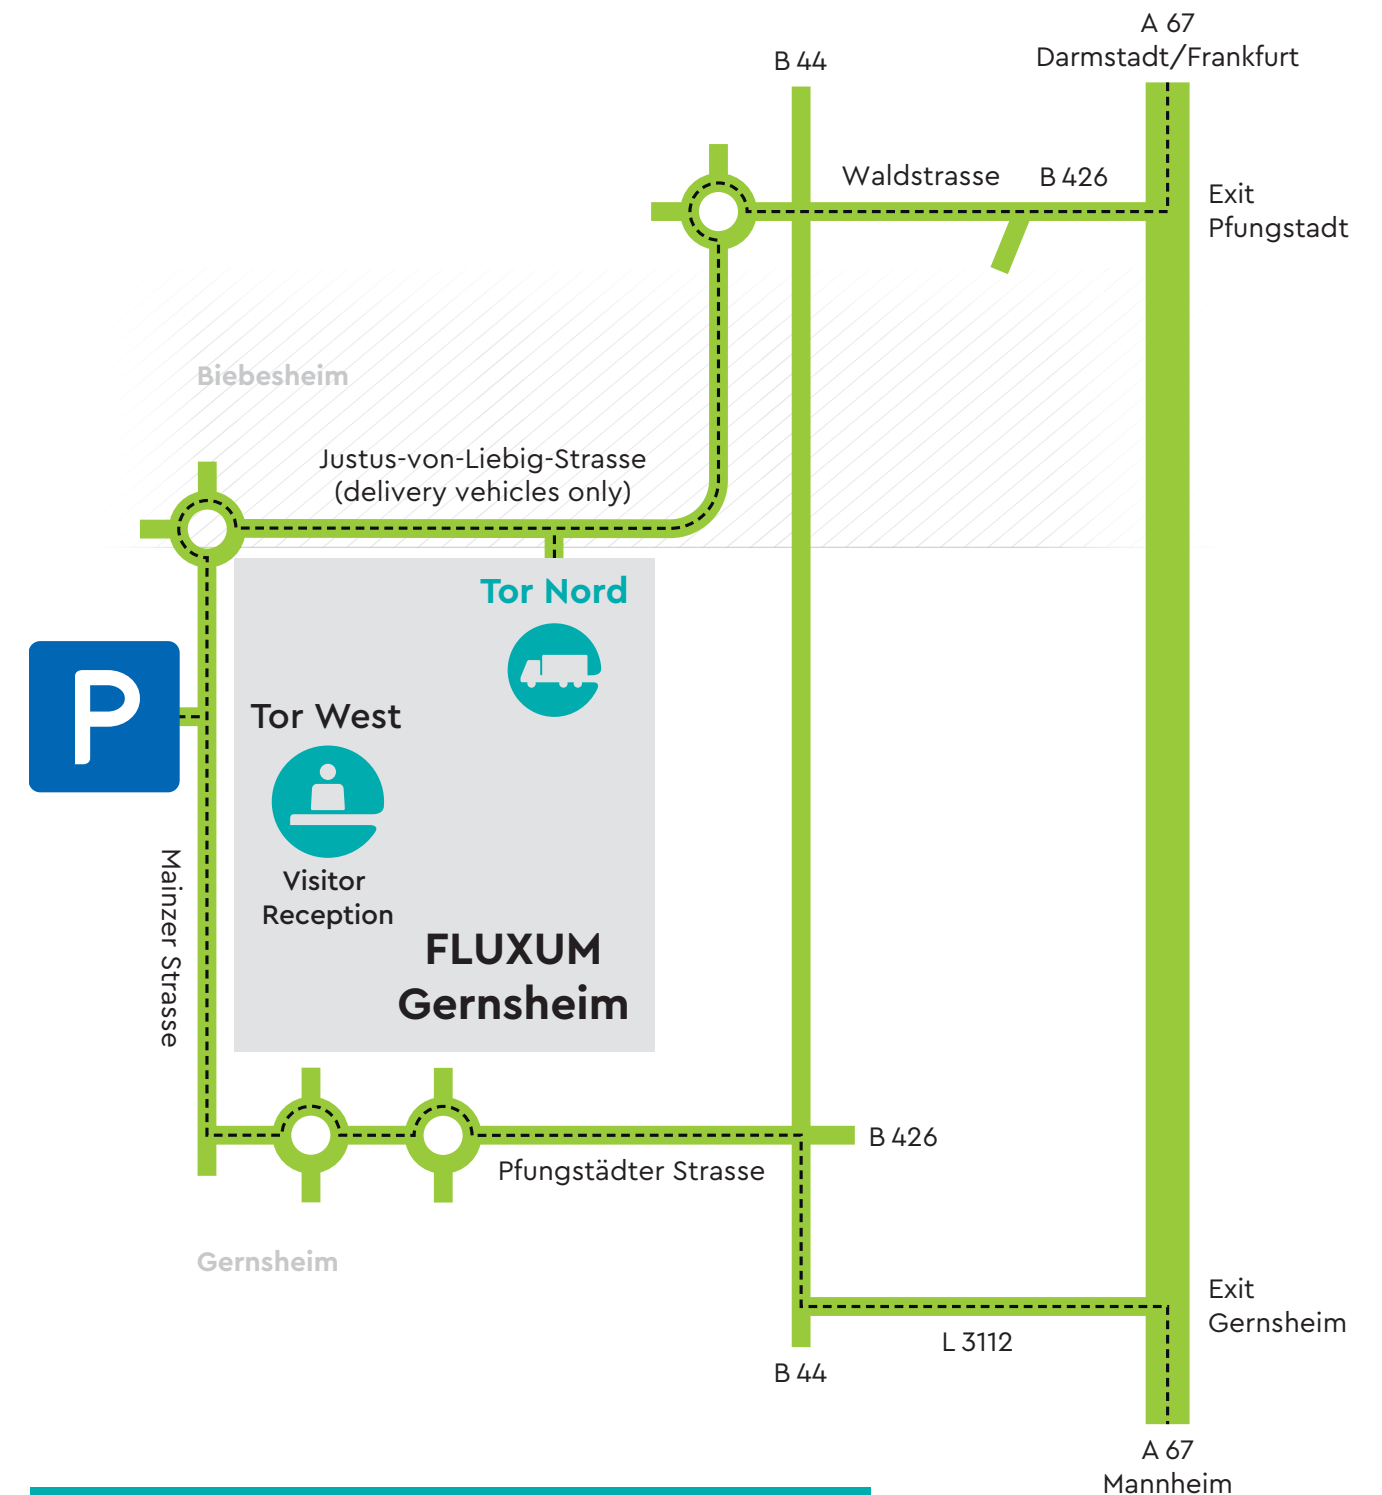 A 67
Darmstadt/Frankfurt
B 44
Waldstrasse B 426
Exit
Pfungstadt
Biebesheim
Justus-von-Liebig-Strasse
(delivery vehicles only)
Tor Nord
P
Tor West
Visitor
Reception
Mainzer Strasse
FLUXUM
Gernsheim
B 426
Pfungstädter Strasse
Gernsheim
Exit
Gernsheim
L 3112
B 44
A 67
Mannheim